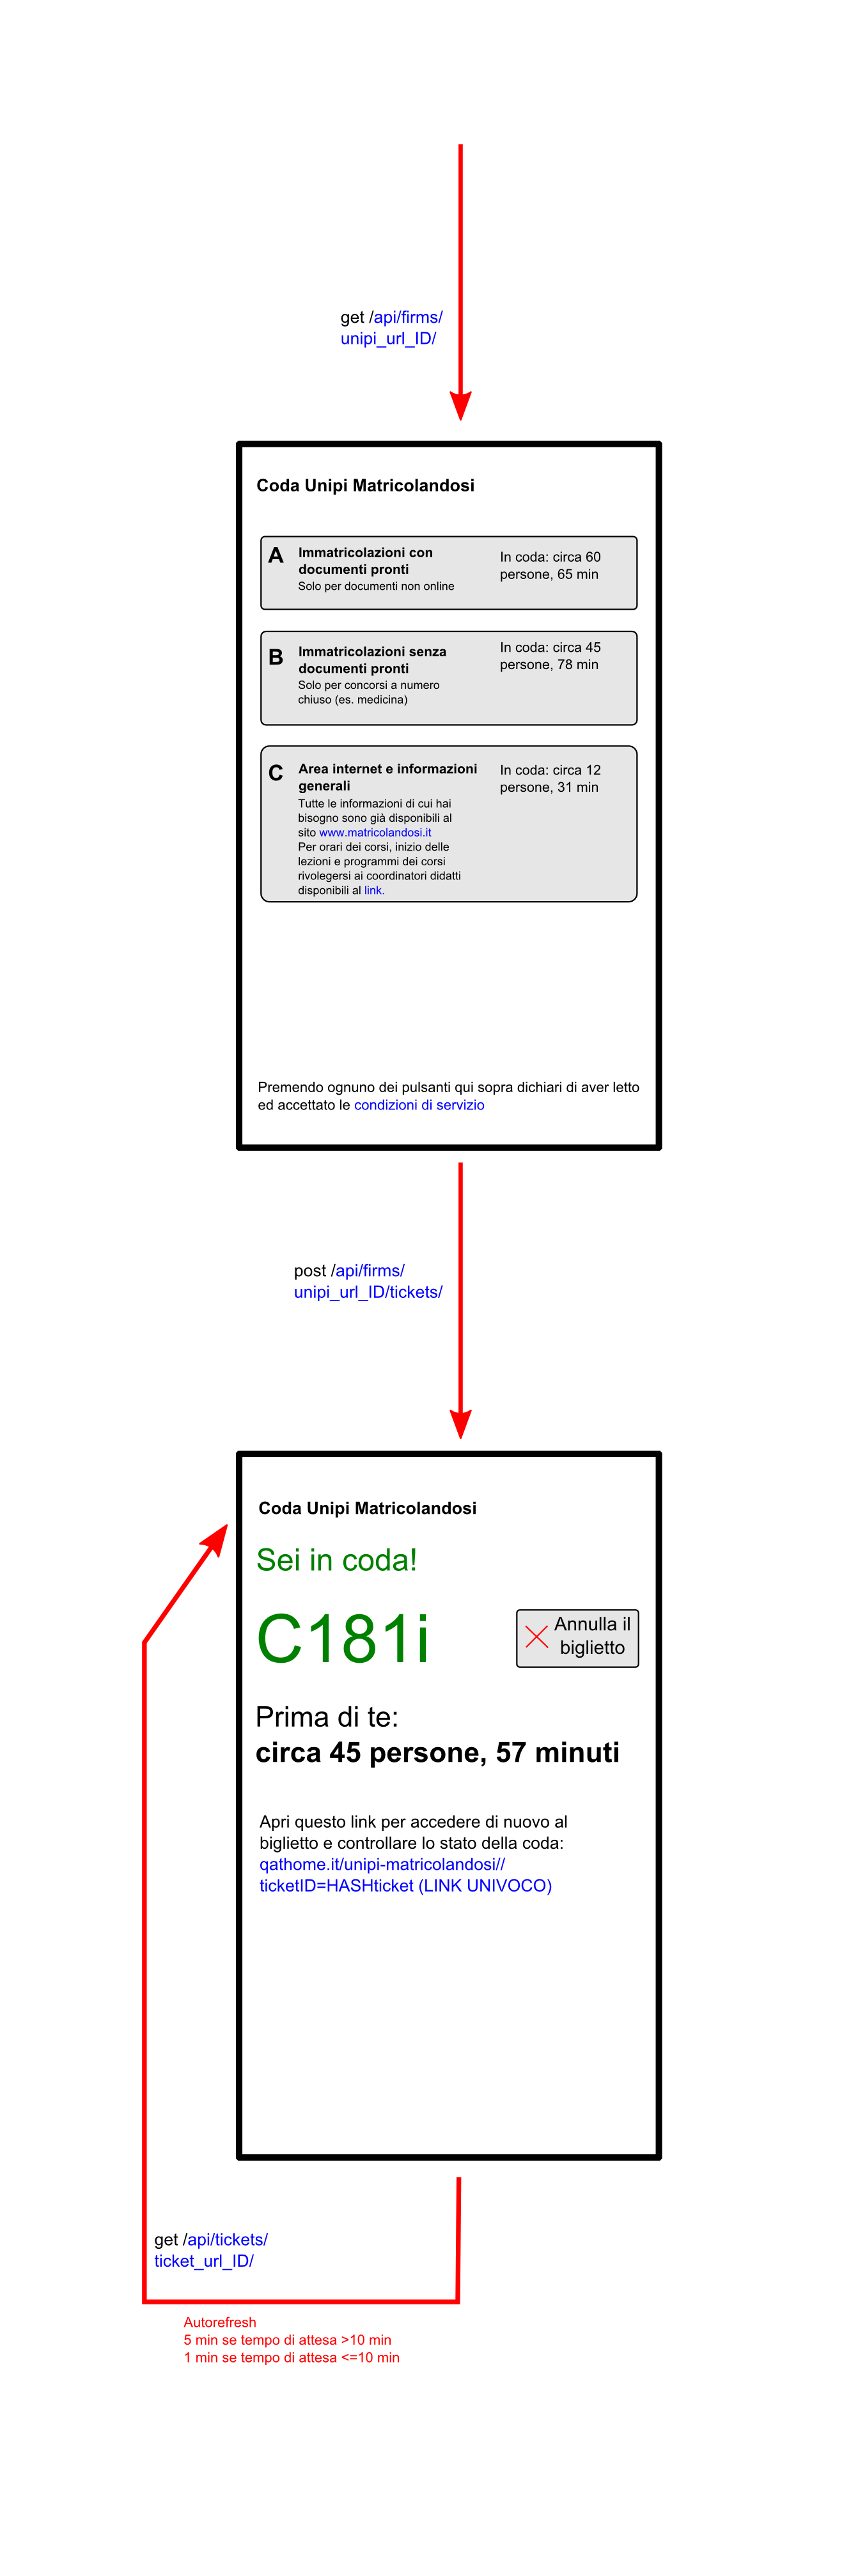 get /api/firms/
unipi_url_ID/
Coda Unipi Matricolandosi
A
Immatricolazioni con
documenti pronti
Solo per documenti non online
In coda: circa 60
persone, 65 min
B
Immatricolazioni senza
documenti pronti
Solo per concorsi a numero
chiuso (es. medicina)
In coda: circa 45
persone, 78 min
C
Area internet e informazioni
generali
Tutte le informazioni di cui hai
bisogno sono già disponibili al
sito www.matricolandosi.it
Per orari dei corsi, inizio delle
lezioni e programmi dei corsi
rivolegersi ai coordinatori didatti
disponibili al link.
In coda: circa 12
persone, 31 min
Premendo ognuno dei pulsanti qui sopra dichiari di aver letto
ed accettato le condizioni di servizio
post /api/firms/
unipi_url_ID/tickets/
Coda Unipi Matricolandosi
Sei in coda!
C181i
Annulla il
biglietto
Prima di te:
circa 45 persone, 57 minuti
Apri questo link per accedere di nuovo al
biglietto e controllare lo stato della coda:
qathome.it/unipi-matricolandosi//
ticketID=HASHticket (LINK UNIVOCO)
get /api/tickets/
ticket_url_ID/
Autorefresh
5 min se tempo di attesa >10 min
1 min se tempo di attesa <=10 min